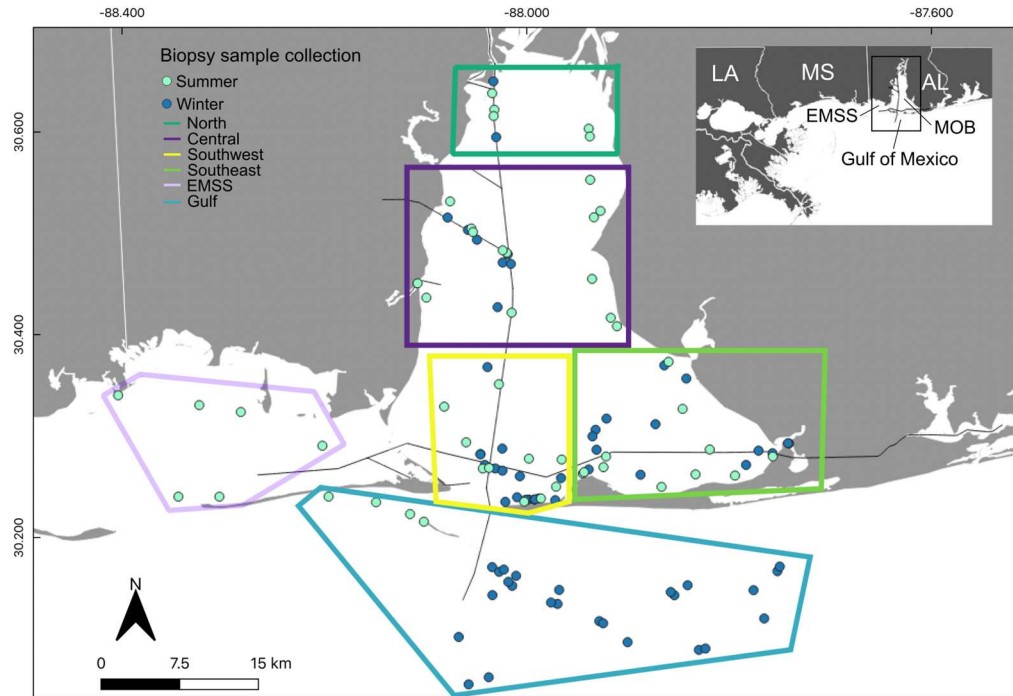 -88.400
-88.000
-87.600
Biopsy sample collection
Summer
Winter
North
Central
Southwest
Southeast
EMSS
Gulf
LA
MS
AL
EMSS
MOB
Gulf of Mexico
30.600
30.400
30.200
N
0
7.5
15 km